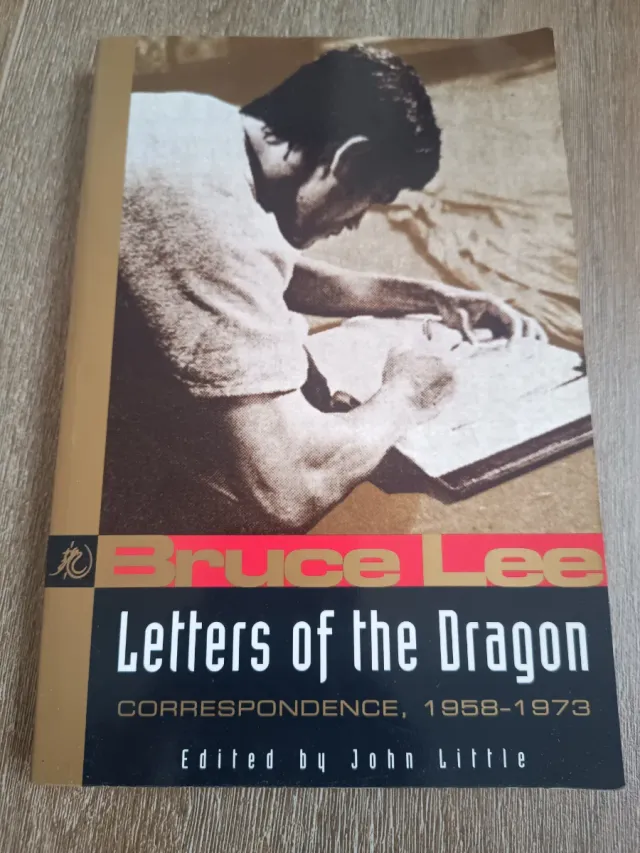 Bruce Lee
Letters of the Dragon
CORRESPONDENCE, 1958-1973
Edited by John Little